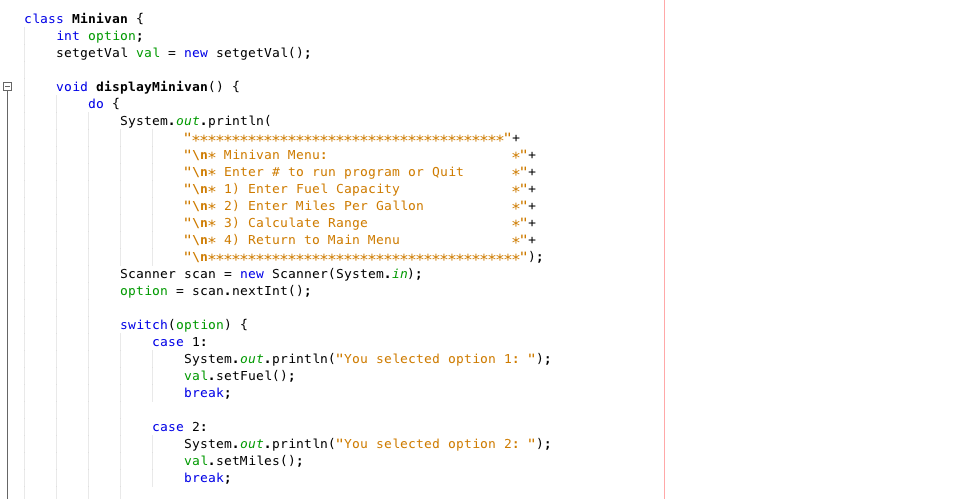 class Minivan {
    int option;
    setgetVal val = new setgetVal();
    void displayMinivan() {
        do {
            System.out.println(
                    "***************************************"+
                    "\n* Minivan Menu:                       *"+
                    "\n* Enter # to run program or Quit      *"+
                    "\n* 1) Enter Fuel Capacity              *"+
                    "\n* 2) Enter Miles Per Gallon           *"+
                    "\n* 3) Calculate Range                  *"+
                    "\n* 4) Return to Main Menu              *"+
                    "\n***************************************");
            Scanner scan = new Scanner(System.in);
            option = scan.nextInt();
            switch(option) {
                case 1:
                    System.out.println("You selected option 1: ");
                    val.setFuel();
                    break;
                case 2:
                    System.out.println("You selected option 2: ");
                    val.setMiles();
                    break;